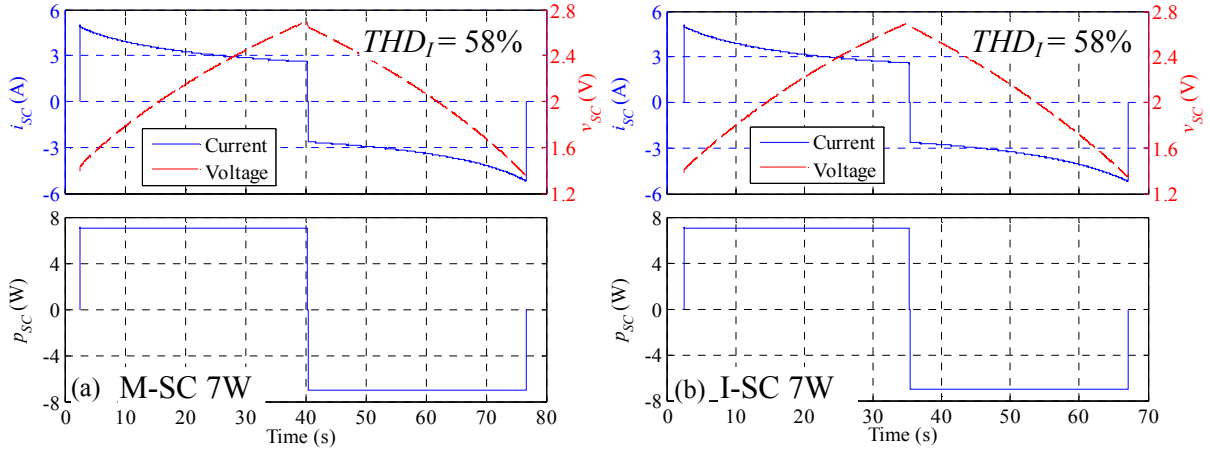 6
3
0
-3
-6
i_SC (A)
THD_I = 58%
Current
Voltage
2.8
2.4
2
1.6
1.2
v_SC (V)
8
4
0
-4
-8
p_SC (W)
(a) M-SC 7W
0 10 20 30 40 50 60 70 80
Time (s)
6
3
0
-3
-6
i_SC (A)
THD_I = 58%
Current
Voltage
2.8
2.4
2
1.6
1.2
v_SC (V)
8
4
0
-4
-8
p_SC (W)
(b) I-SC 7W
0 10 20 30 40 50 60 70
Time (s)